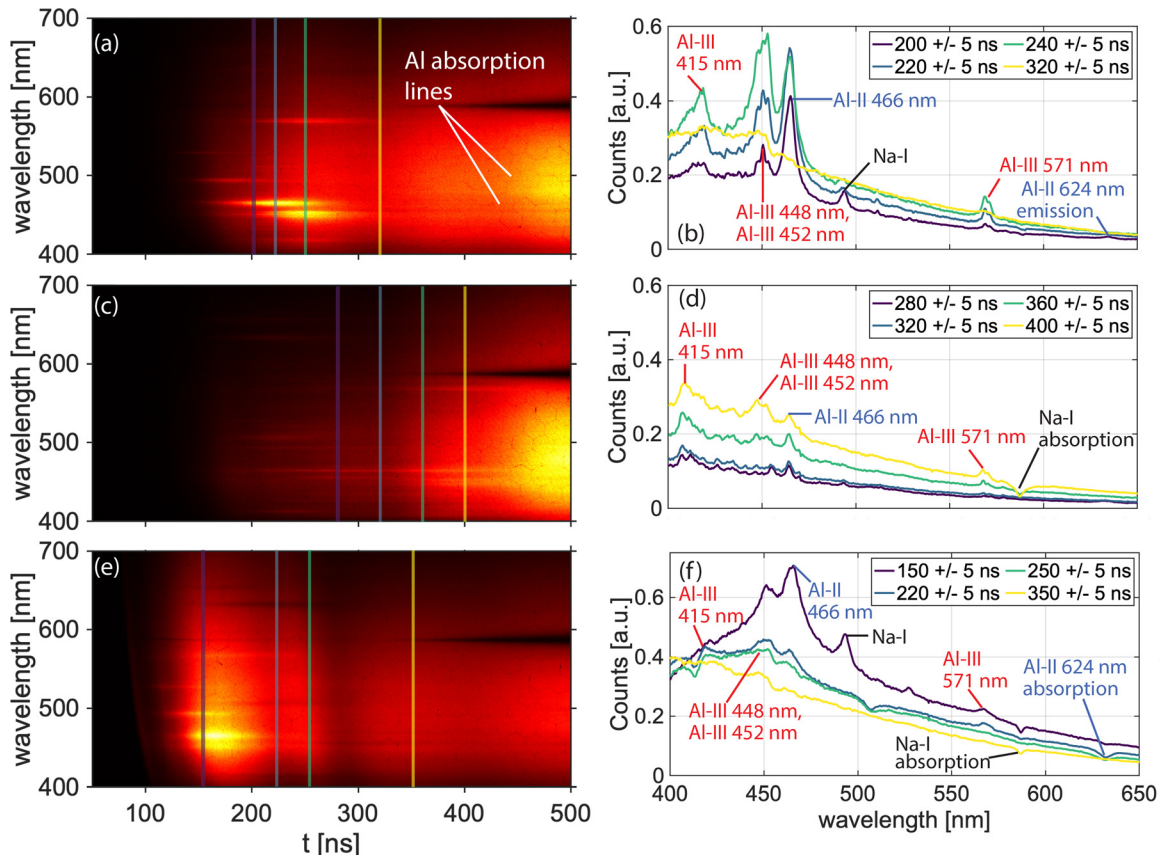 (a)
700
600
500
400
wavelength [nm]
Al absorption
lines
(b)
0.6
0.4
0.2
0
Counts [a.u.]
200 +/- 5 ns
240 +/- 5 ns
220 +/- 5 ns
320 +/- 5 ns
Al-III
415 nm
Al-II 466 nm
Na-I
Al-III 571 nm
Al-II 624 nm
emission
Al-III 448 nm,
Al-III 452 nm
(c)
700
600
500
400
wavelength [nm]
(d)
0.6
0.4
0.2
0
Counts [a.u.]
280 +/- 5 ns
360 +/- 5 ns
320 +/- 5 ns
400 +/- 5 ns
Al-III
415 nm
Al-III 448 nm,
Al-III 452 nm
Al-II 466 nm
Al-III 571 nm
Na-I
absorption
(e)
700
600
500
400
wavelength [nm]
100 200 300 400 500
t [ns]
(f)
0.6
0.4
0.2
0
Counts [a.u.]
150 +/- 5 ns
250 +/- 5 ns
220 +/- 5 ns
350 +/- 5 ns
Al-III
415 nm
Al-II
466 nm
Na-I
Al-III
571 nm
Al-II 624 nm
absorption
Al-III 448 nm,
Al-III 452 nm
Na-I
absorption
400 450 500 550 600 650
wavelength [nm]